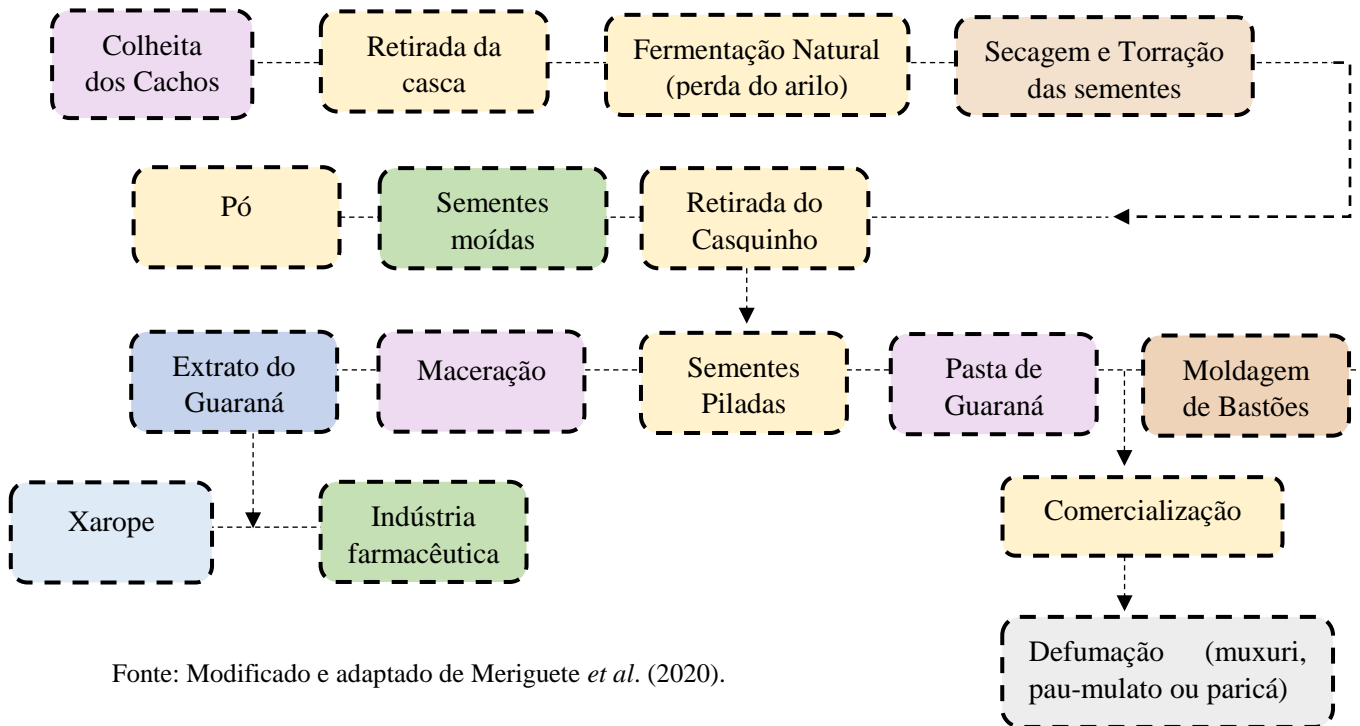 Colheita
dos Cachos
Retirada da
casca
Fermentação Natural
(perda do arilo)
Secagem e Torração
das sementes
Pó
Sementes
moídas
Retirada do
Casquinho
Extrato do
Guaraná
Maceração
Sementes
Piladas
Pasta de
Guaraná
Moldagem
de Bastões
Xarope
Indústria
farmacêutica
Comercialização
Defumação (muxuri,
pau-mulato ou paricá)
Fonte: Modificado e adaptado de Meriguete et al. (2020).